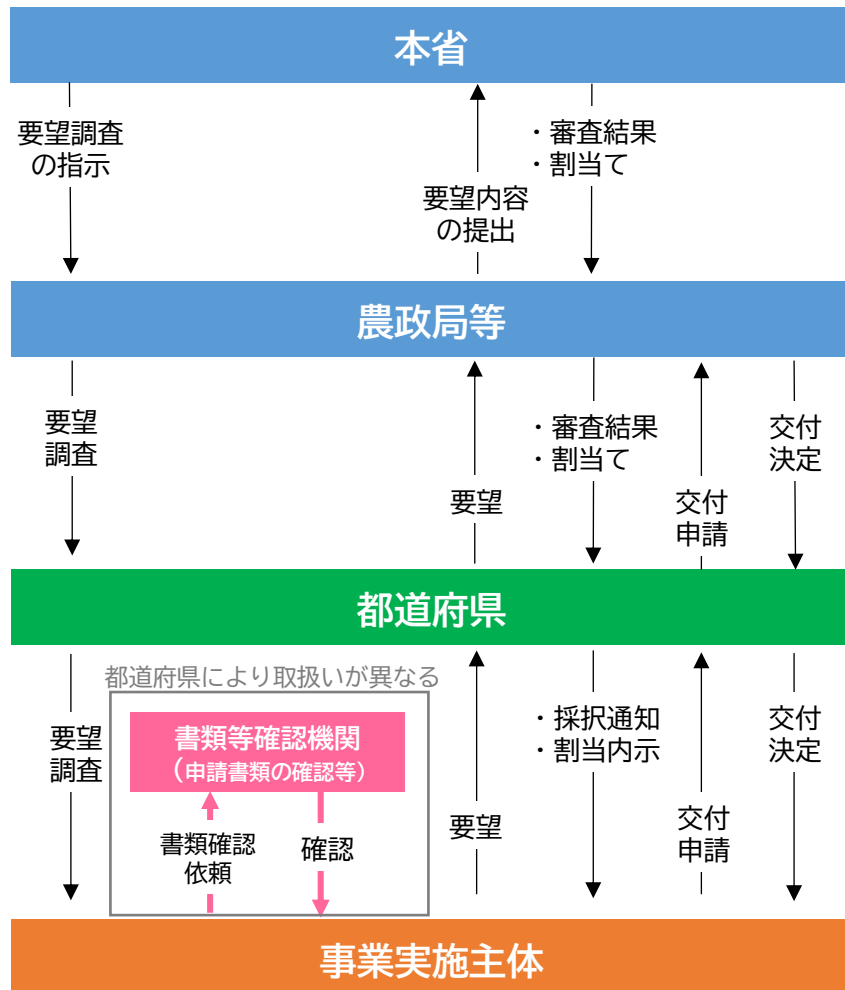 本省
要望調査
の指示
要望内容
の提出
・審査結果
・割当て
農政局等
要望
調査
要望
・審査結果
・割当て
交付
申請
交付
決定
都道府県
要望
調査
都道府県により取扱いが異なる
書類等確認機関
（申請書類の確認等）
書類確認
依頼
確認
要望
・採択通知
・割当内示
交付
申請
交付
決定
事業実施主体